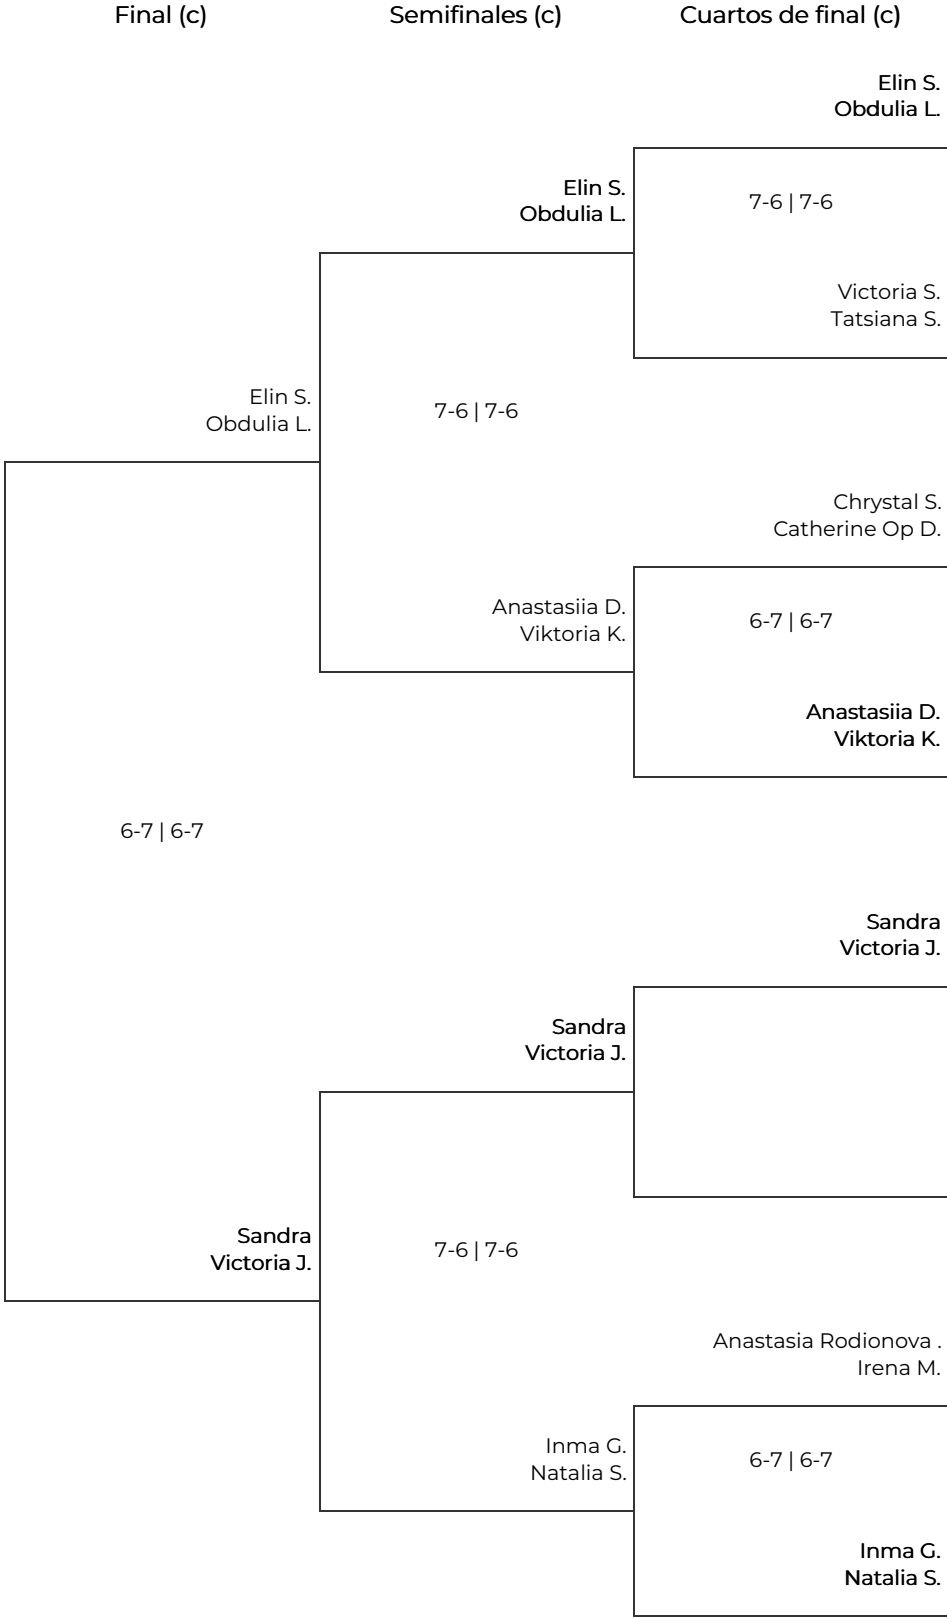 Final (c)
Semifinales (c)
Cuartos de final (c)
Elin S.
Obdulia L.
Elin S.
Obdulia L.
7-6 | 7-6
Victoria S.
Tatsiana S.
Elin S.
Obdulia L.
7-6 | 7-6
Chrystal S.
Catherine Op D.
Anastasiia D.
Viktoria K.
6-7 | 6-7
Anastasiia D.
Viktoria K.
6-7 | 6-7
Sandra
Victoria J.
Sandra
Victoria J.
Sandra
Victoria J.
7-6 | 7-6
Anastasia Rodionova .
Irena M.
Inma G.
Natalia S.
6-7 | 6-7
Inma G.
Natalia S.